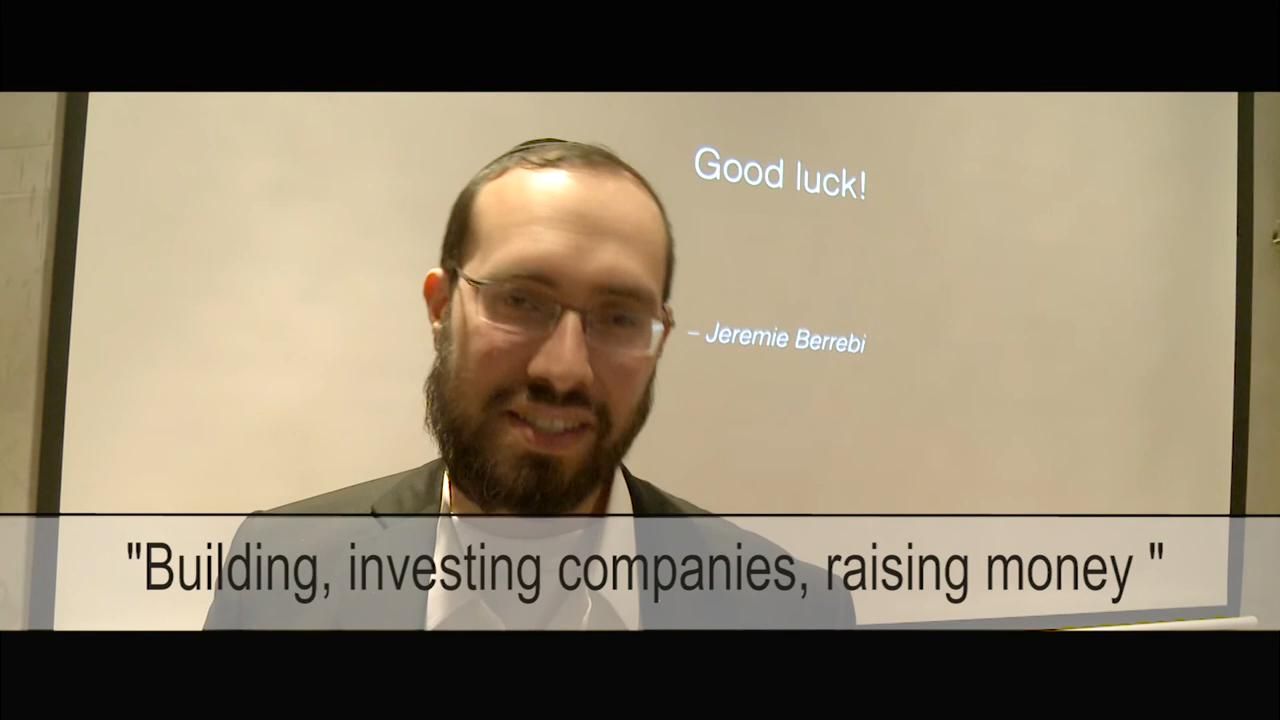 Good luck!
– Jeremie Berrebi
"Building, investing companies, raising money "